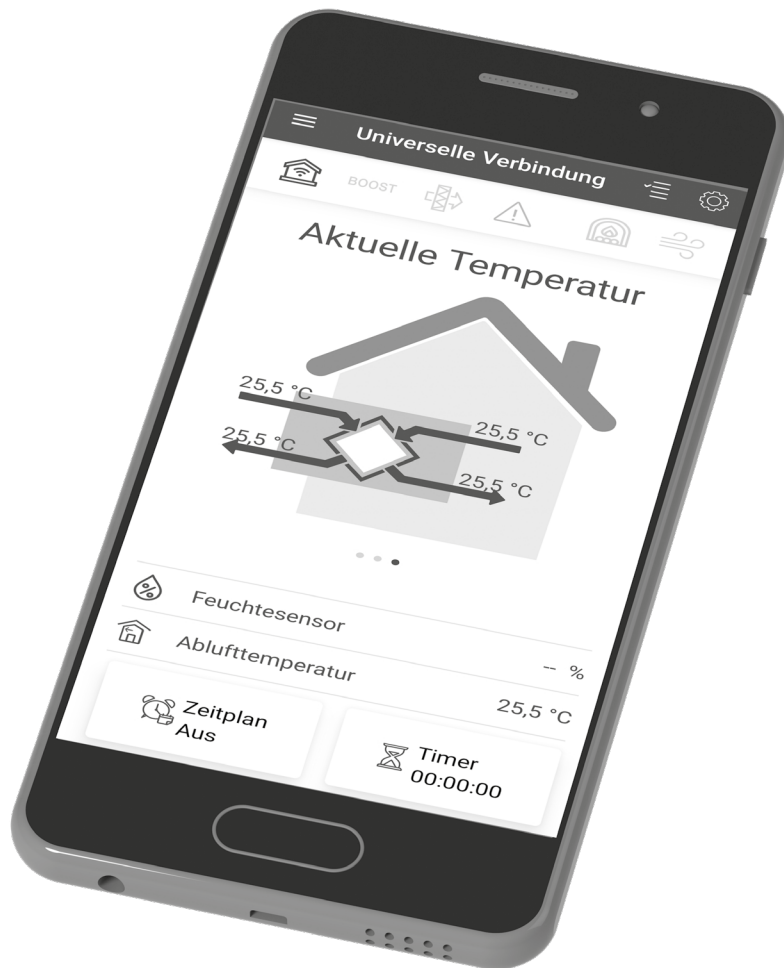 Universelle Verbindung
BOOST
Aktuelle Temperatur
25,5 °C
25,5 °C
25,5 °C
25,5 °C
Feuchtesensor
-- %
Ablufttemperatur
25,5 °C
Zeitplan
Aus
Timer
00:00:00